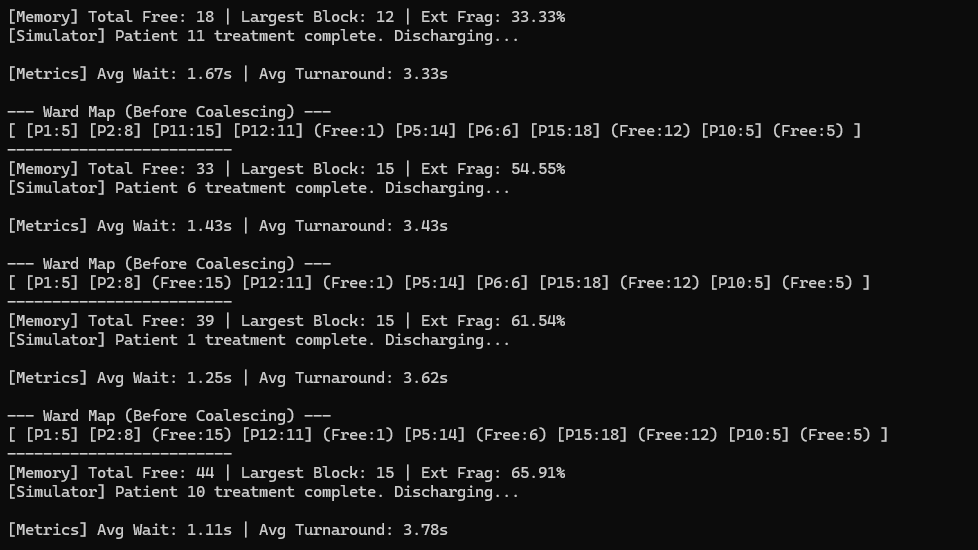 [Memory] Total Free: 18 | Largest Block: 12 | Ext Frag: 33.33%
[Simulator] Patient 11 treatment complete. Discharging...
[Metrics] Avg Wait: 1.67s | Avg Turnaround: 3.33s
--- Ward Map (Before Coalescing) ---
[ [P1:5] [P2:8] [P11:15] [P12:11] (Free:1) [P5:14] [P6:6] [P15:18] (Free:12) [P10:5] (Free:5) ]
-------------------------
[Memory] Total Free: 33 | Largest Block: 15 | Ext Frag: 54.55%
[Simulator] Patient 6 treatment complete. Discharging...
[Metrics] Avg Wait: 1.43s | Avg Turnaround: 3.43s
--- Ward Map (Before Coalescing) ---
[ [P1:5] [P2:8] (Free:15) [P12:11] (Free:1) [P5:14] [P6:6] [P15:18] (Free:12) [P10:5] (Free:5) ]
-------------------------
[Memory] Total Free: 39 | Largest Block: 15 | Ext Frag: 61.54%
[Simulator] Patient 1 treatment complete. Discharging...
[Metrics] Avg Wait: 1.25s | Avg Turnaround: 3.62s
--- Ward Map (Before Coalescing) ---
[ [P1:5] [P2:8] (Free:15) [P12:11] (Free:1) [P5:14] (Free:6) [P15:18] (Free:12) [P10:5] (Free:5) ]
-------------------------
[Memory] Total Free: 44 | Largest Block: 15 | Ext Frag: 65.91%
[Simulator] Patient 10 treatment complete. Discharging...
[Metrics] Avg Wait: 1.11s | Avg Turnaround: 3.78s